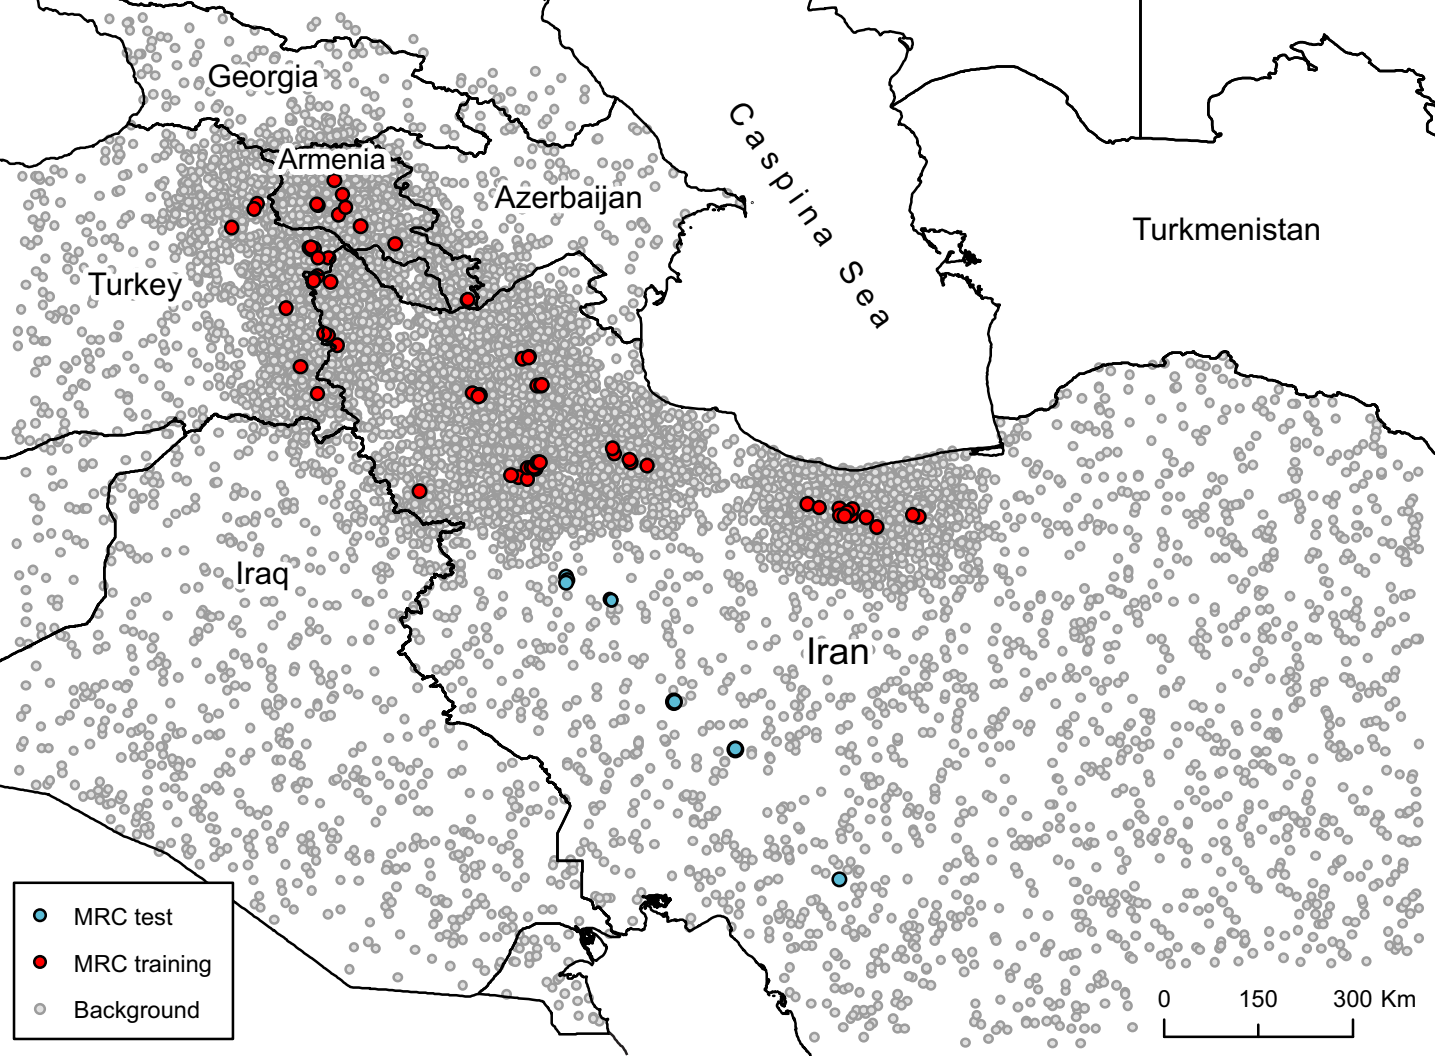 Georgia
Armenia
Azerbaijan
Caspina Sea
Turkmenistan
Turkey
Iraq
Iran
MRC test
MRC training
Background
0 150 300 Km